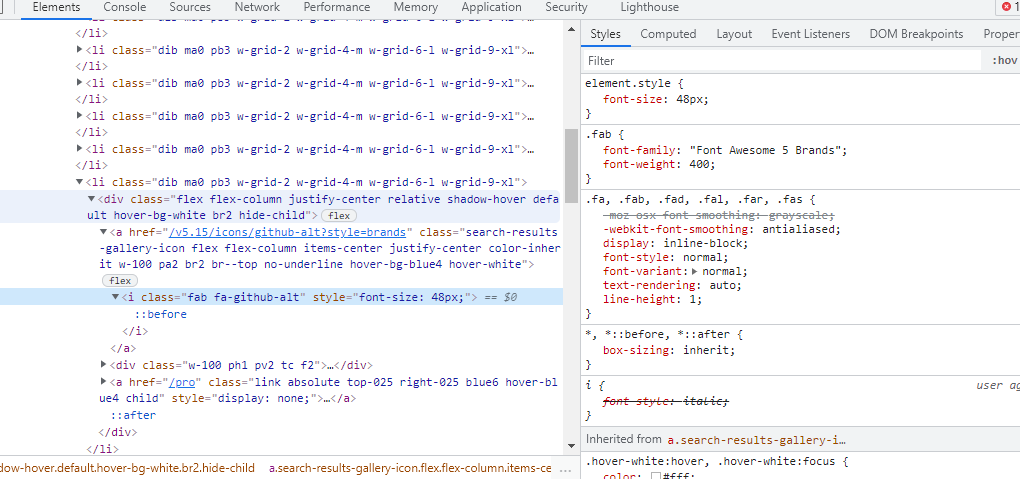 Elements Console Sources Network Performance Memory Application Security Lighthouse 1
</li>
▶<li class="dib ma0 pb3 w-grid-2 w-grid-4-m w-grid-6-l w-grid-9-xl">…
</li>
▶<li class="dib ma0 pb3 w-grid-2 w-grid-4-m w-grid-6-l w-grid-9-xl">…
</li>
▶<li class="dib ma0 pb3 w-grid-2 w-grid-4-m w-grid-6-l w-grid-9-xl">…
</li>
▶<li class="dib ma0 pb3 w-grid-2 w-grid-4-m w-grid-6-l w-grid-9-xl">…
</li>
▼<li class="dib ma0 pb3 w-grid-2 w-grid-4-m w-grid-6-l w-grid-9-xl">
▼<div class="flex flex-column justify-center relative shadow-hover defa
ult hover-bg-white br2 hide-child"> flex
▼<a href="/v5.15/icons/github-alt?style=brands" class="search-results
-gallery-icon flex flex-column items-center justify-center color-inher
it w-100 pa2 br2 br--top no-underline hover-bg-blue4 hover-white">
flex
▼<i class="fab fa-github-alt" style="font-size: 48px;"> == $0
::before
</i>
</a>
▶<div class="w-100 ph1 pv2 tc f2">…</div>
▶<a href="/pro" class="link absolute top-025 right-025 blue6 hover-bl
ue4 child" style="display: none;">…</a>
::after
</div>
</li>
dow-hover.default.hover-bg-white.br2.hide-child a.search-results-gallery-icon.flex.flex-column.items-ce ...
Styles Computed Layout Event Listeners DOM Breakpoints Proper
Filter :hov
element.style {
font-size: 48px;
}
.fab {
font-family: "Font Awesome 5 Brands";
font-weight: 400;
}
.fa, .fab, .fad, .fal, .far, .fas {
-moz-osx-font-smoothing: grayscale;
-webkit-font-smoothing: antialiased;
display: inline-block;
font-style: normal;
font-variant:▶ normal;
text-rendering: auto;
line-height: 1;
}
*, *::before, *::after {
box-sizing: inherit;
}
i { user ag
font-style: italic;
}
Inherited from a.search-results-gallery-i…
.hover-white:hover, .hover-white:focus {
color: #fff;